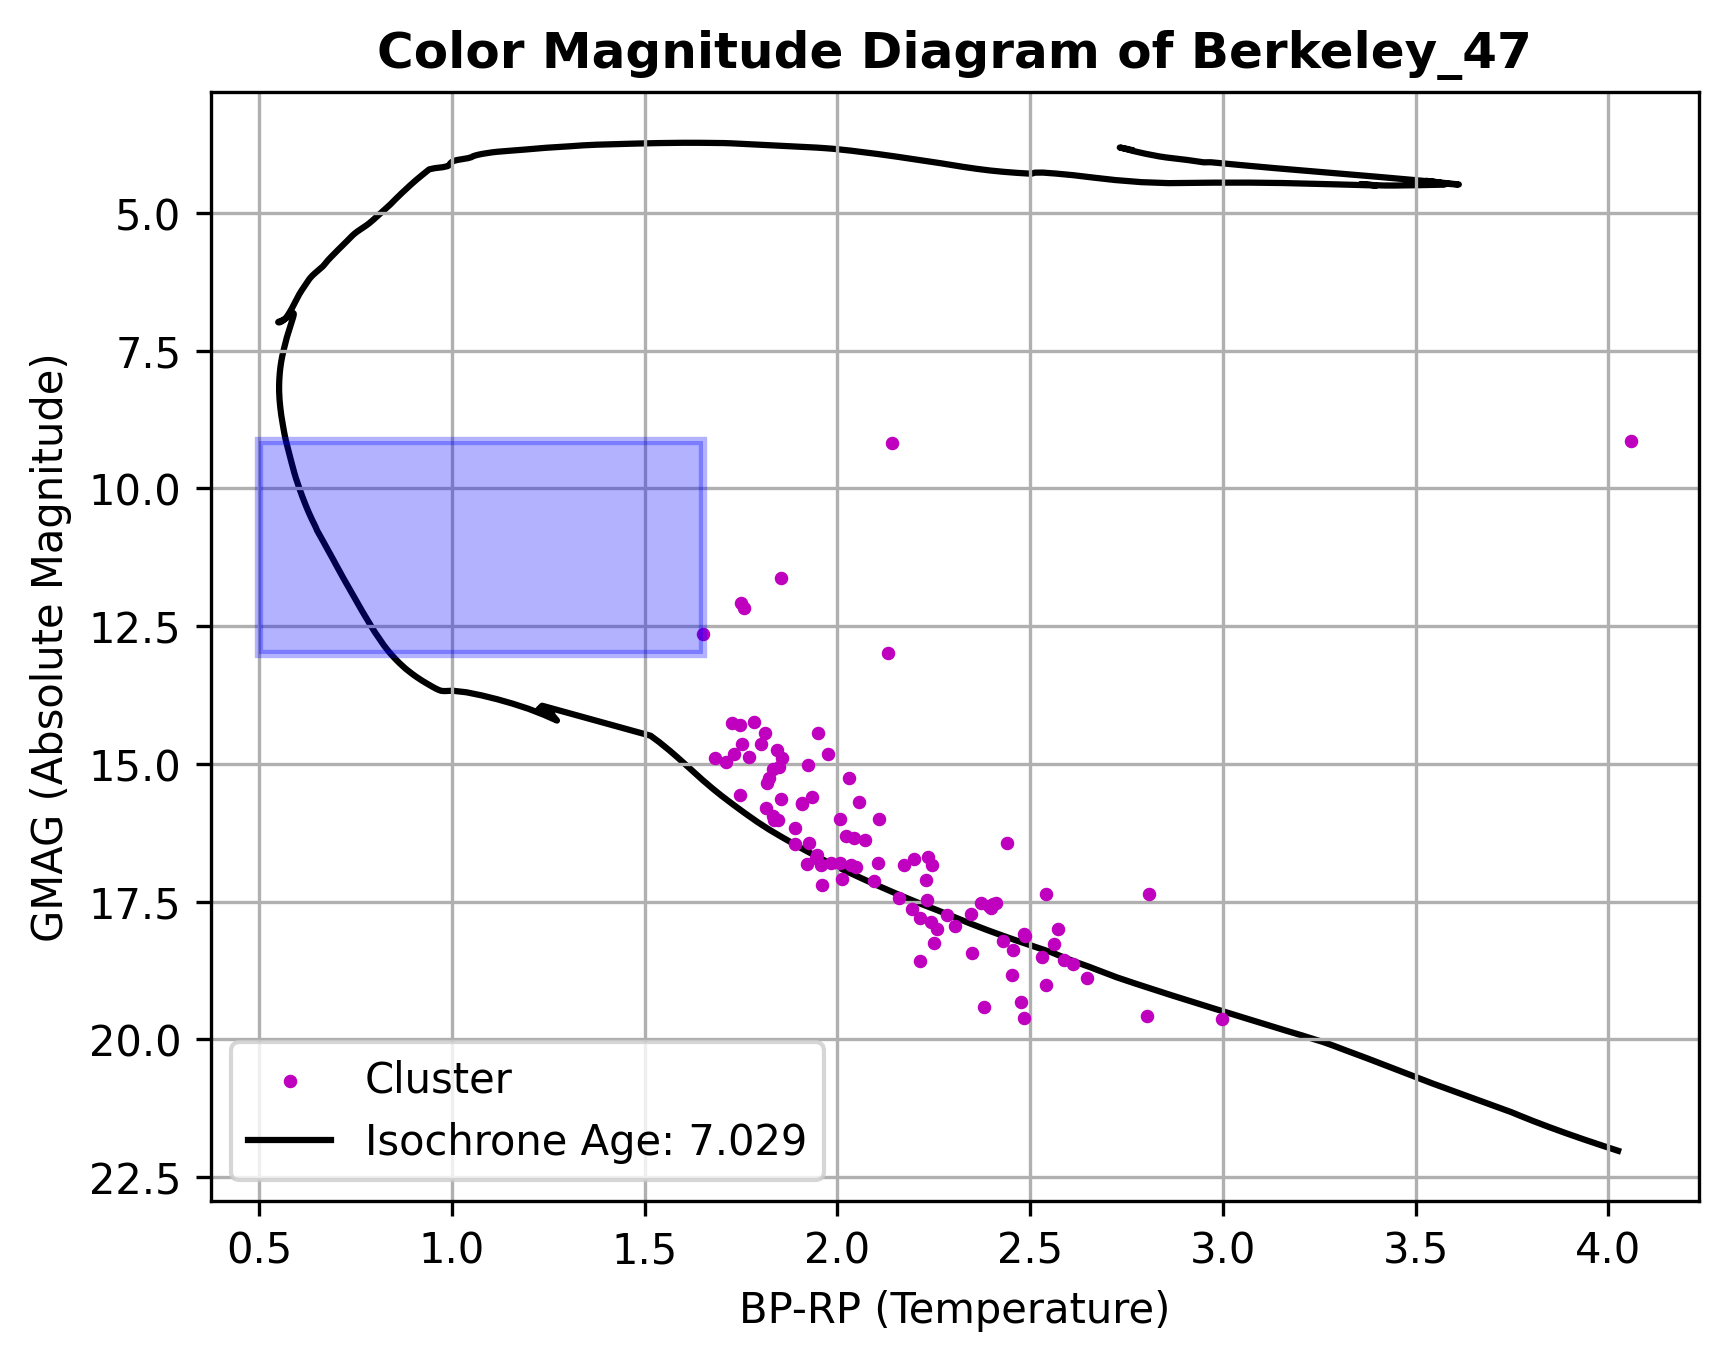 Color Magnitude Diagram of Berkeley_47
GMAG (Absolute Magnitude)
5.0
7.5
10.0
12.5
15.0
17.5
20.0
22.5
Cluster
Isochrone Age: 7.029
0.5 1.0 1.5 2.0 2.5 3.0 3.5 4.0
BP-RP (Temperature)